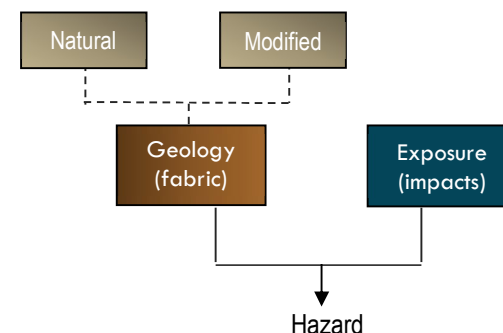 Natural
Modified
Geology
(fabric)
Exposure
(impacts)
Hazard